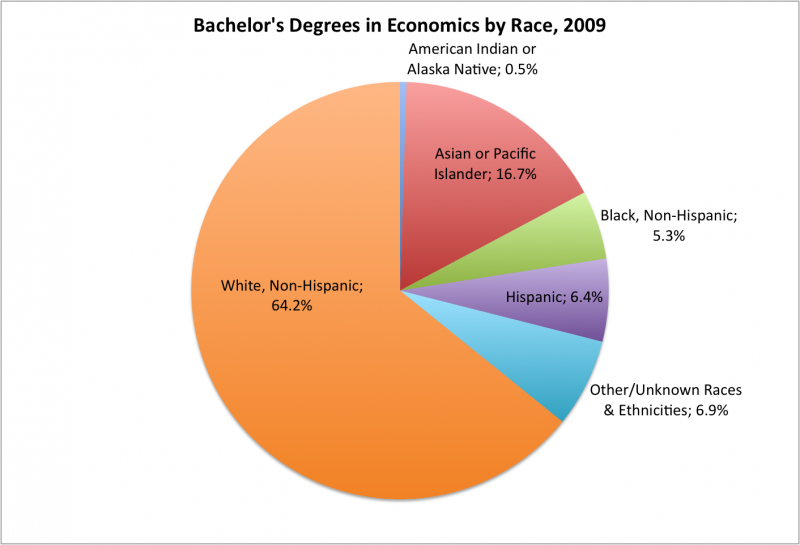 Bachelor's Degrees in Economics by Race, 2009
American Indian or
Alaska Native; 0.5%
Asian or Pacific
Islander; 16.7%
Black, Non-Hispanic;
5.3%
White, Non-Hispanic;
64.2%
Hispanic; 6.4%
Other/Unknown Races
& Ethnicities; 6.9%